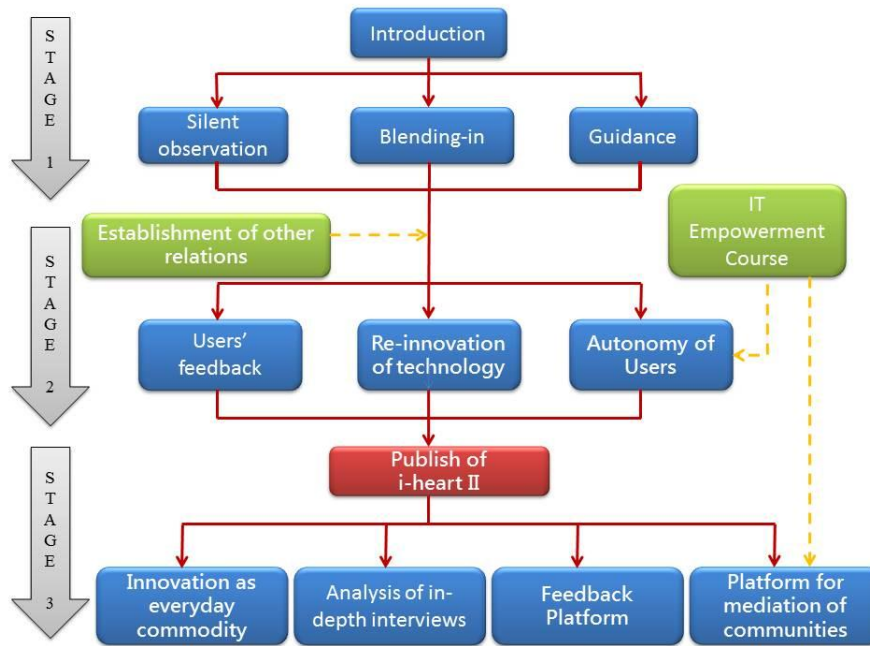 S
T
A
G
E
1
Introduction
Silent
observation
Blending-in
Guidance
Establishment of other
relations
IT
Empowerment
Course
S
T
A
G
E
2
Users’
feedback
Re-innovation
of technology
Autonomy of
Users
S
T
A
G
E
3
Publish of
i-heart Ⅱ
Innovation as
everyday
commodity
Analysis of in-
depth interviews
Feedback
Platform
Platform for
mediation of
communities